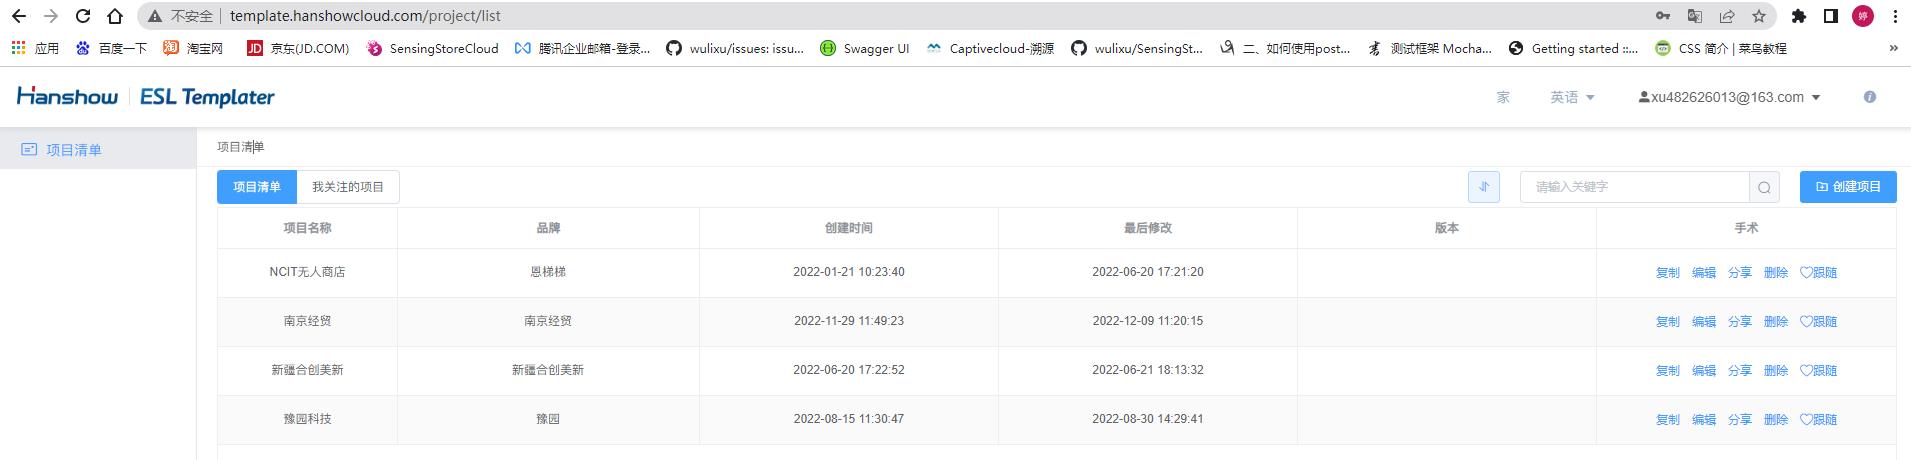 不安全 | template.hanshowcloud.com/project/list
应用 百度一下 淘宝网 京东(JD.COM) SensingStoreCloud 腾讯企业邮箱-登录... wulixu/issues: issu... Swagger UI Captivecloud-溯源 wulixu/SensingSt... 二、如何使用post... 测试框架 Mocha... Getting started ::... CSS 简介 | 菜鸟教程 »
Hanshow ESL Templater 家 英语 xu482626013@163.com
项目清单 项目清单
项目清单 我关注的项目 请输入关键字 创建项目
项目名称 品牌 创建时间 最后修改 版本 手术
NCIT无人商店 恩梯梯 2022-01-21 10:23:40 2022-06-20 17:21:20 复制 编辑 分享 删除 跟随
南京经贸 南京经贸 2022-11-29 11:49:23 2022-12-09 11:20:15 复制 编辑 分享 删除 跟随
新疆合创美新 新疆合创美新 2022-06-20 17:22:52 2022-06-21 18:13:32 复制 编辑 分享 删除 跟随
豫园科技 豫园 2022-08-15 11:30:47 2022-08-30 14:29:41 复制 编辑 分享 删除 跟随